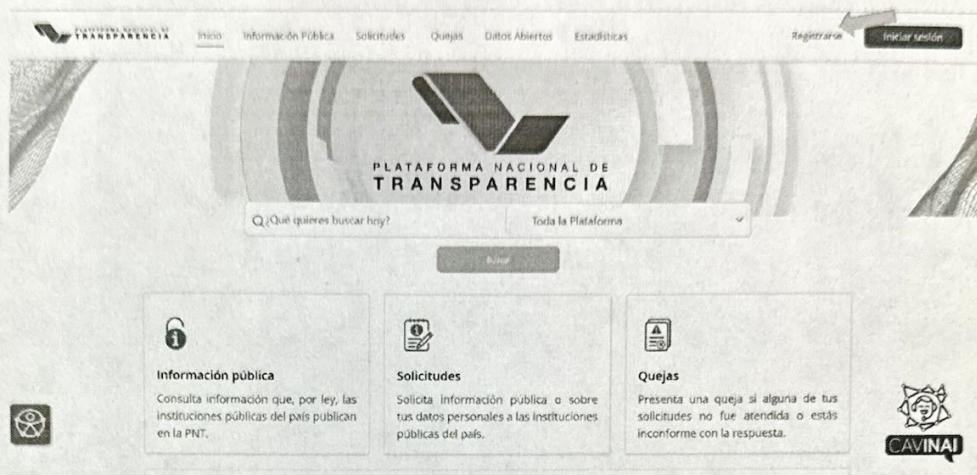 PLATAFORMA NACIONAL DE
TRANSPARENCIA
Inicio
Información Pública
Solicitudes
Quejas
Datos Abiertos
Estadísticas
Registrarse
Iniciar sesión
PLATAFORMA NACIONAL DE
TRANSPARENCIA
¿Qué quieres buscar hoy?
Toda la Plataforma
Información pública
Consulta información que, por ley, las
instituciones públicas del país publican
en la PNT.
Solicitudes
Solicita información pública o sobre
tus datos personales a las instituciones
públicas del país.
Quejas
Presenta una queja si alguna de tus
solicitudes no fue atendida o estás
inconforme con la respuesta.
CAVINAI